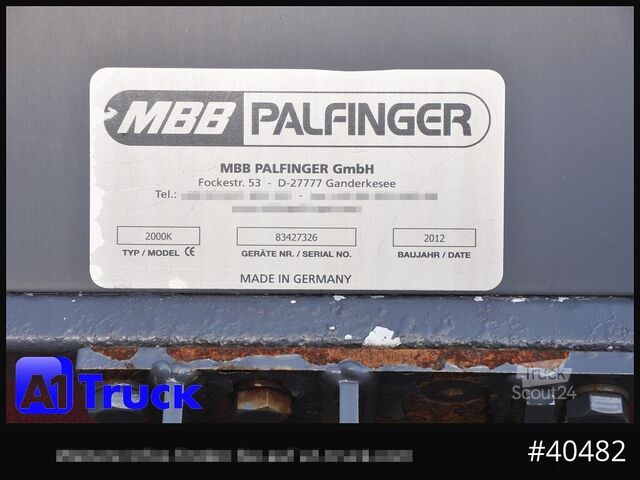 MBB PALFINGER
MBB PALFINGER GmbH
Fockestr. 53 - D-27777 Ganderkesee
Tel.: -
2000K 83427326 2012
TYP / MODEL CE GERÄTE NR. / SERIAL NO. BAUJAHR / DATE
MADE IN GERMANY
A1 Truck
Truck
Scout24
#40482